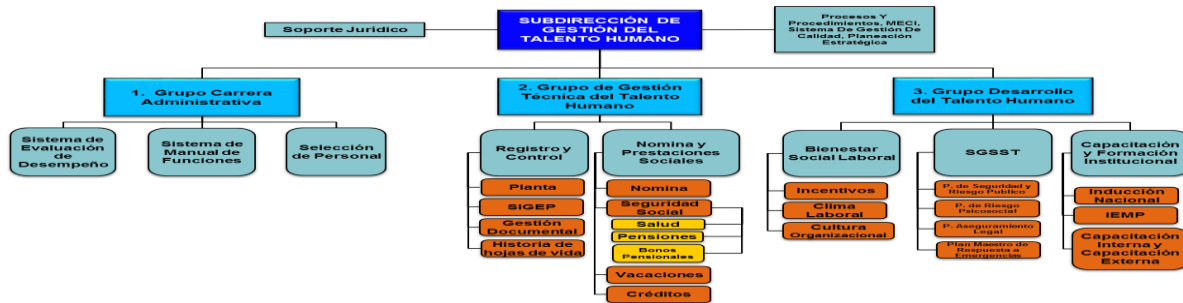 SUBDIRECCIÓN DE
GESTIÓN DEL
TALENTO HUMANO
Soporte Jurídico
Procesos Y
Procedimientos, MECI,
Sistema De Gestión De
Calidad, Planeación
Estratégica
1. Grupo Carrera
Administrativa
2. Grupo de Gestión
Técnica del Talento
Humano
3. Grupo Desarrollo
del Talento Humano
Sistema de
Evaluación de
Desempeño
Sistema de
Manual de
Funciones
Selección
de Personal
Registro y
Control
Planta
SIGEP
Gestión
Documental
Historia de
hojas de vida
Nomina y
Prestaciones
Sociales
Nomina
Seguridad
Social
Salud
Pensiones
Bonos
Pensionales
Vacaciones
Créditos
Bienestar
Social Laboral
Incentivos
Clima
Laboral
Cultura
Organizacional
SGSST
P. de Seguridad y
Riesgo Publico
P. de Riesgo
Psicosocial
P. Aseguramiento
Legal
Plan Maestro de
Respuesta a
Emergencias
Capacitación
y Formación
Institucional
Inducción
Nacional
IEMP
Capacitación
Interna y
Capacitación
Externa